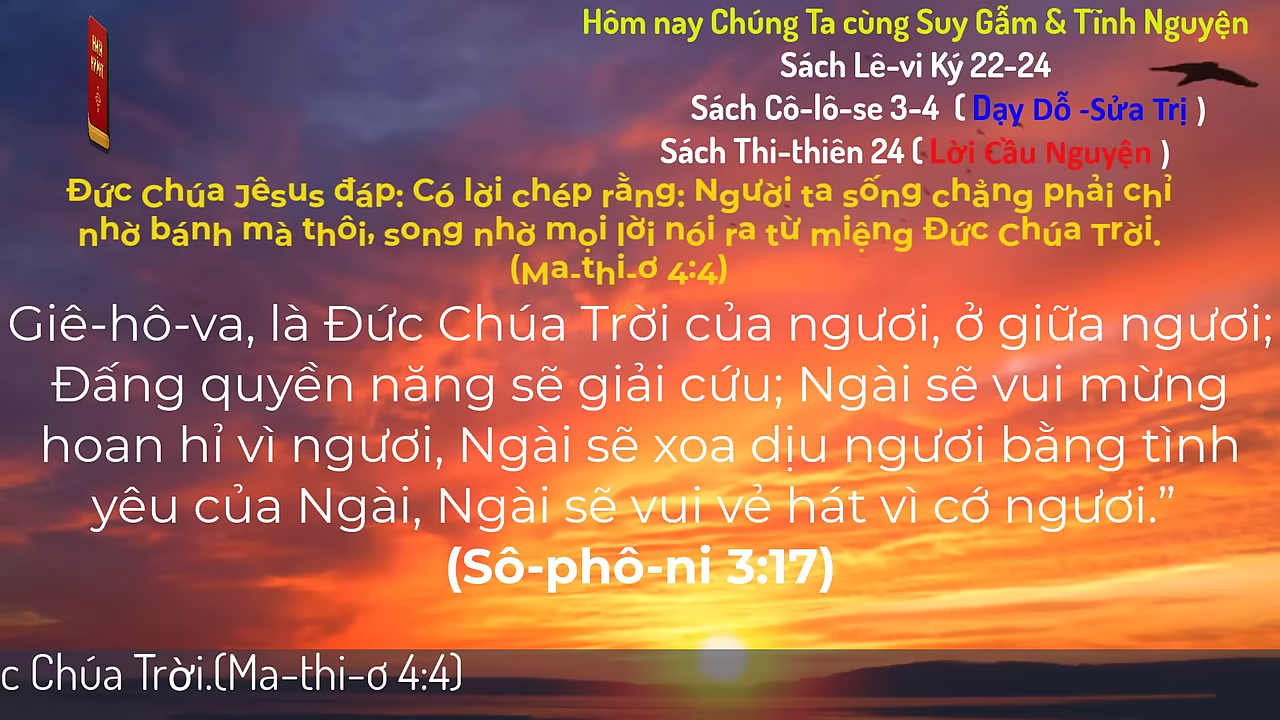 Hôm nay Chúng Ta cùng Suy Gẫm & Tĩnh Nguyện
Sách Lê-vi Ký 22-24
Sách Cô-lô-se 3-4 ( Dạy Dỗ -Sửa Trị )
Sách Thi-thiên 24 ( Lời Cầu Nguyện )
Đức Chúa Jêsus đáp: Có lời chép rằng: Người ta sống chẳng phải chỉ
nhờ bánh mà thôi, song nhờ mọi lời nói ra từ miệng Đức Chúa Trời.
(Ma-thi-ơ 4:4)
Giê-hô-va, là Đức Chúa Trời của ngươi, ở giữa ngươi;
Đấng quyền năng sẽ giải cứu; Ngài sẽ vui mừng
hoan hỉ vì ngươi, Ngài sẽ xoa dịu ngươi bằng tình
yêu của Ngài, Ngài sẽ vui vẻ hát vì cớ ngươi.”
(Sô-phô-ni 3:17)
c Chúa Trời.(Ma-thi-ơ 4:4)